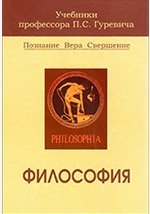 Учебники
профессора П.С. Гуревича
Познание Вера Свершение
PHILOSOPHIA
ФИЛОСОФИЯ